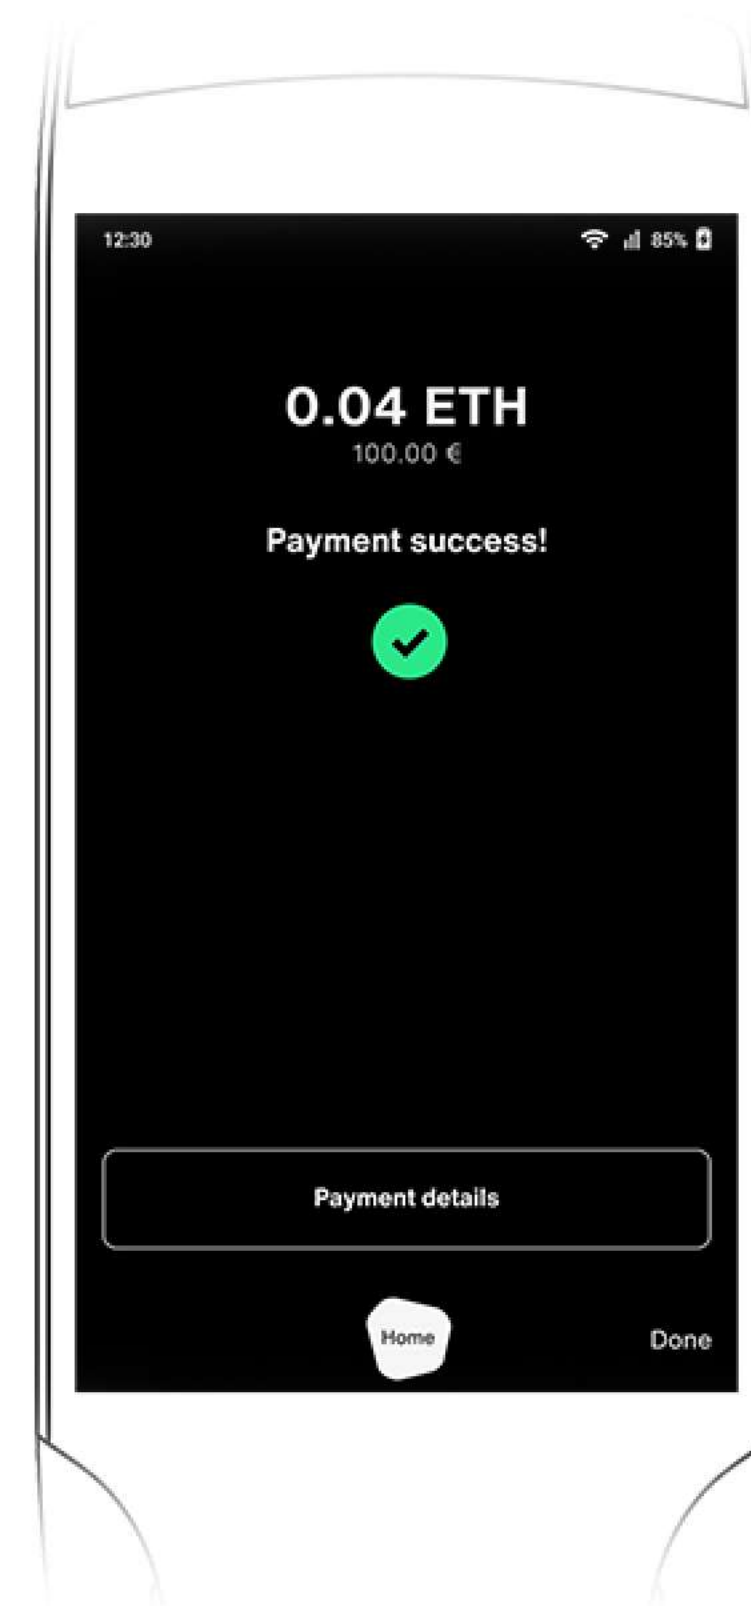 12:30 85%
0.04 ETH
100.00 €
Payment success!
Payment details
Home
Done